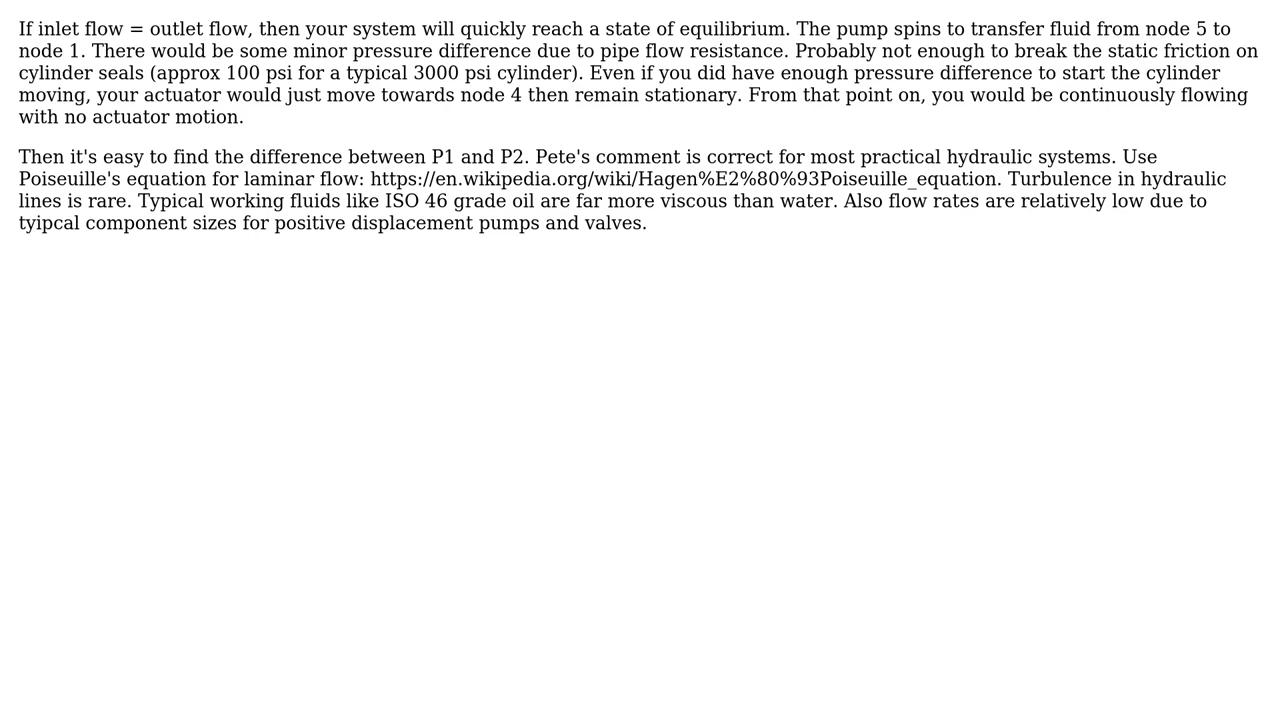 If inlet flow = outlet flow, then your system will quickly reach a state of equilibrium. The pump spins to transfer fluid from node 5 to
node 1. There would be some minor pressure difference due to pipe flow resistance. Probably not enough to break the static friction on
cylinder seals (approx 100 psi for a typical 3000 psi cylinder). Even if you did have enough pressure difference to start the cylinder
moving, your actuator would just move towards node 4 then remain stationary. From that point on, you would be continuously flowing
with no actuator motion.
Then it's easy to find the difference between P1 and P2. Pete's comment is correct for most practical hydraulic systems. Use
Poiseuille's equation for laminar flow: https://en.wikipedia.org/wiki/Hagen%E2%80%93Poiseuille_equation. Turbulence in hydraulic
lines is rare. Typical working fluids like ISO 46 grade oil are far more viscous than water. Also flow rates are relatively low due to
tyipcal component sizes for positive displacement pumps and valves.